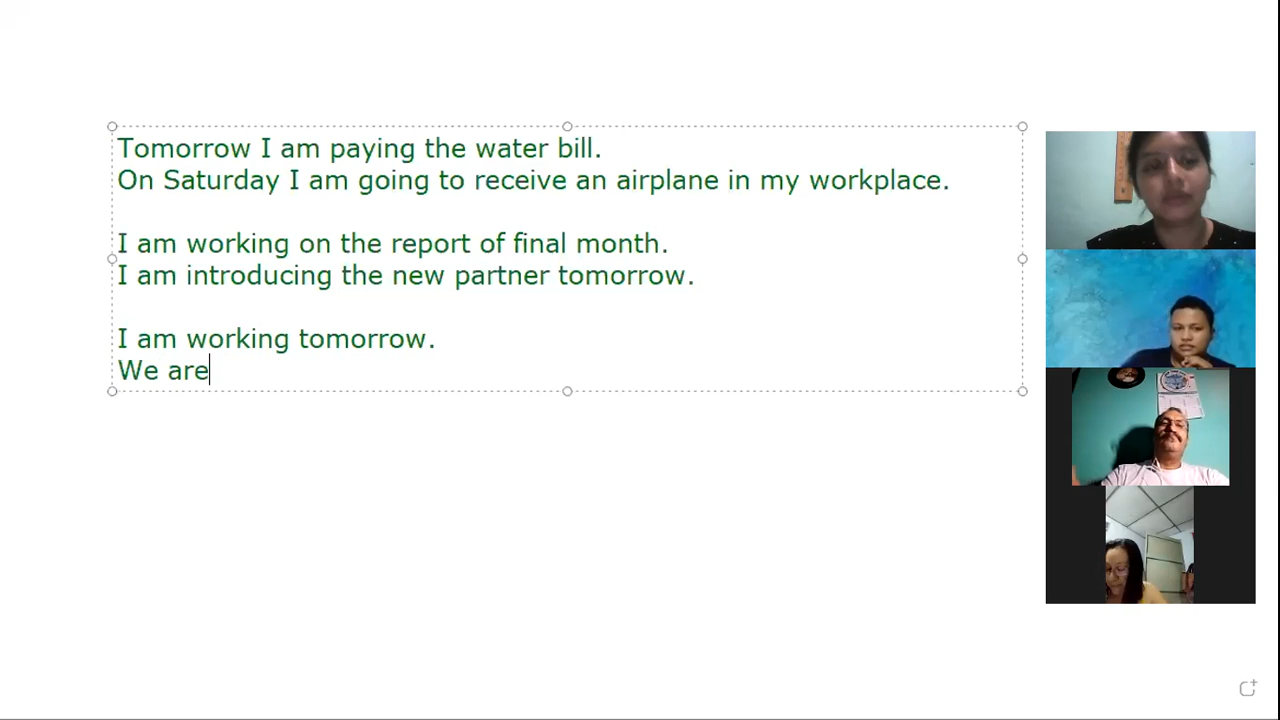 Tomorrow I am paying the water bill.
On Saturday I am going to receive an airplane in my workplace.
I am working on the report of final month.
I am introducing the new partner tomorrow.
I am working tomorrow.
We are